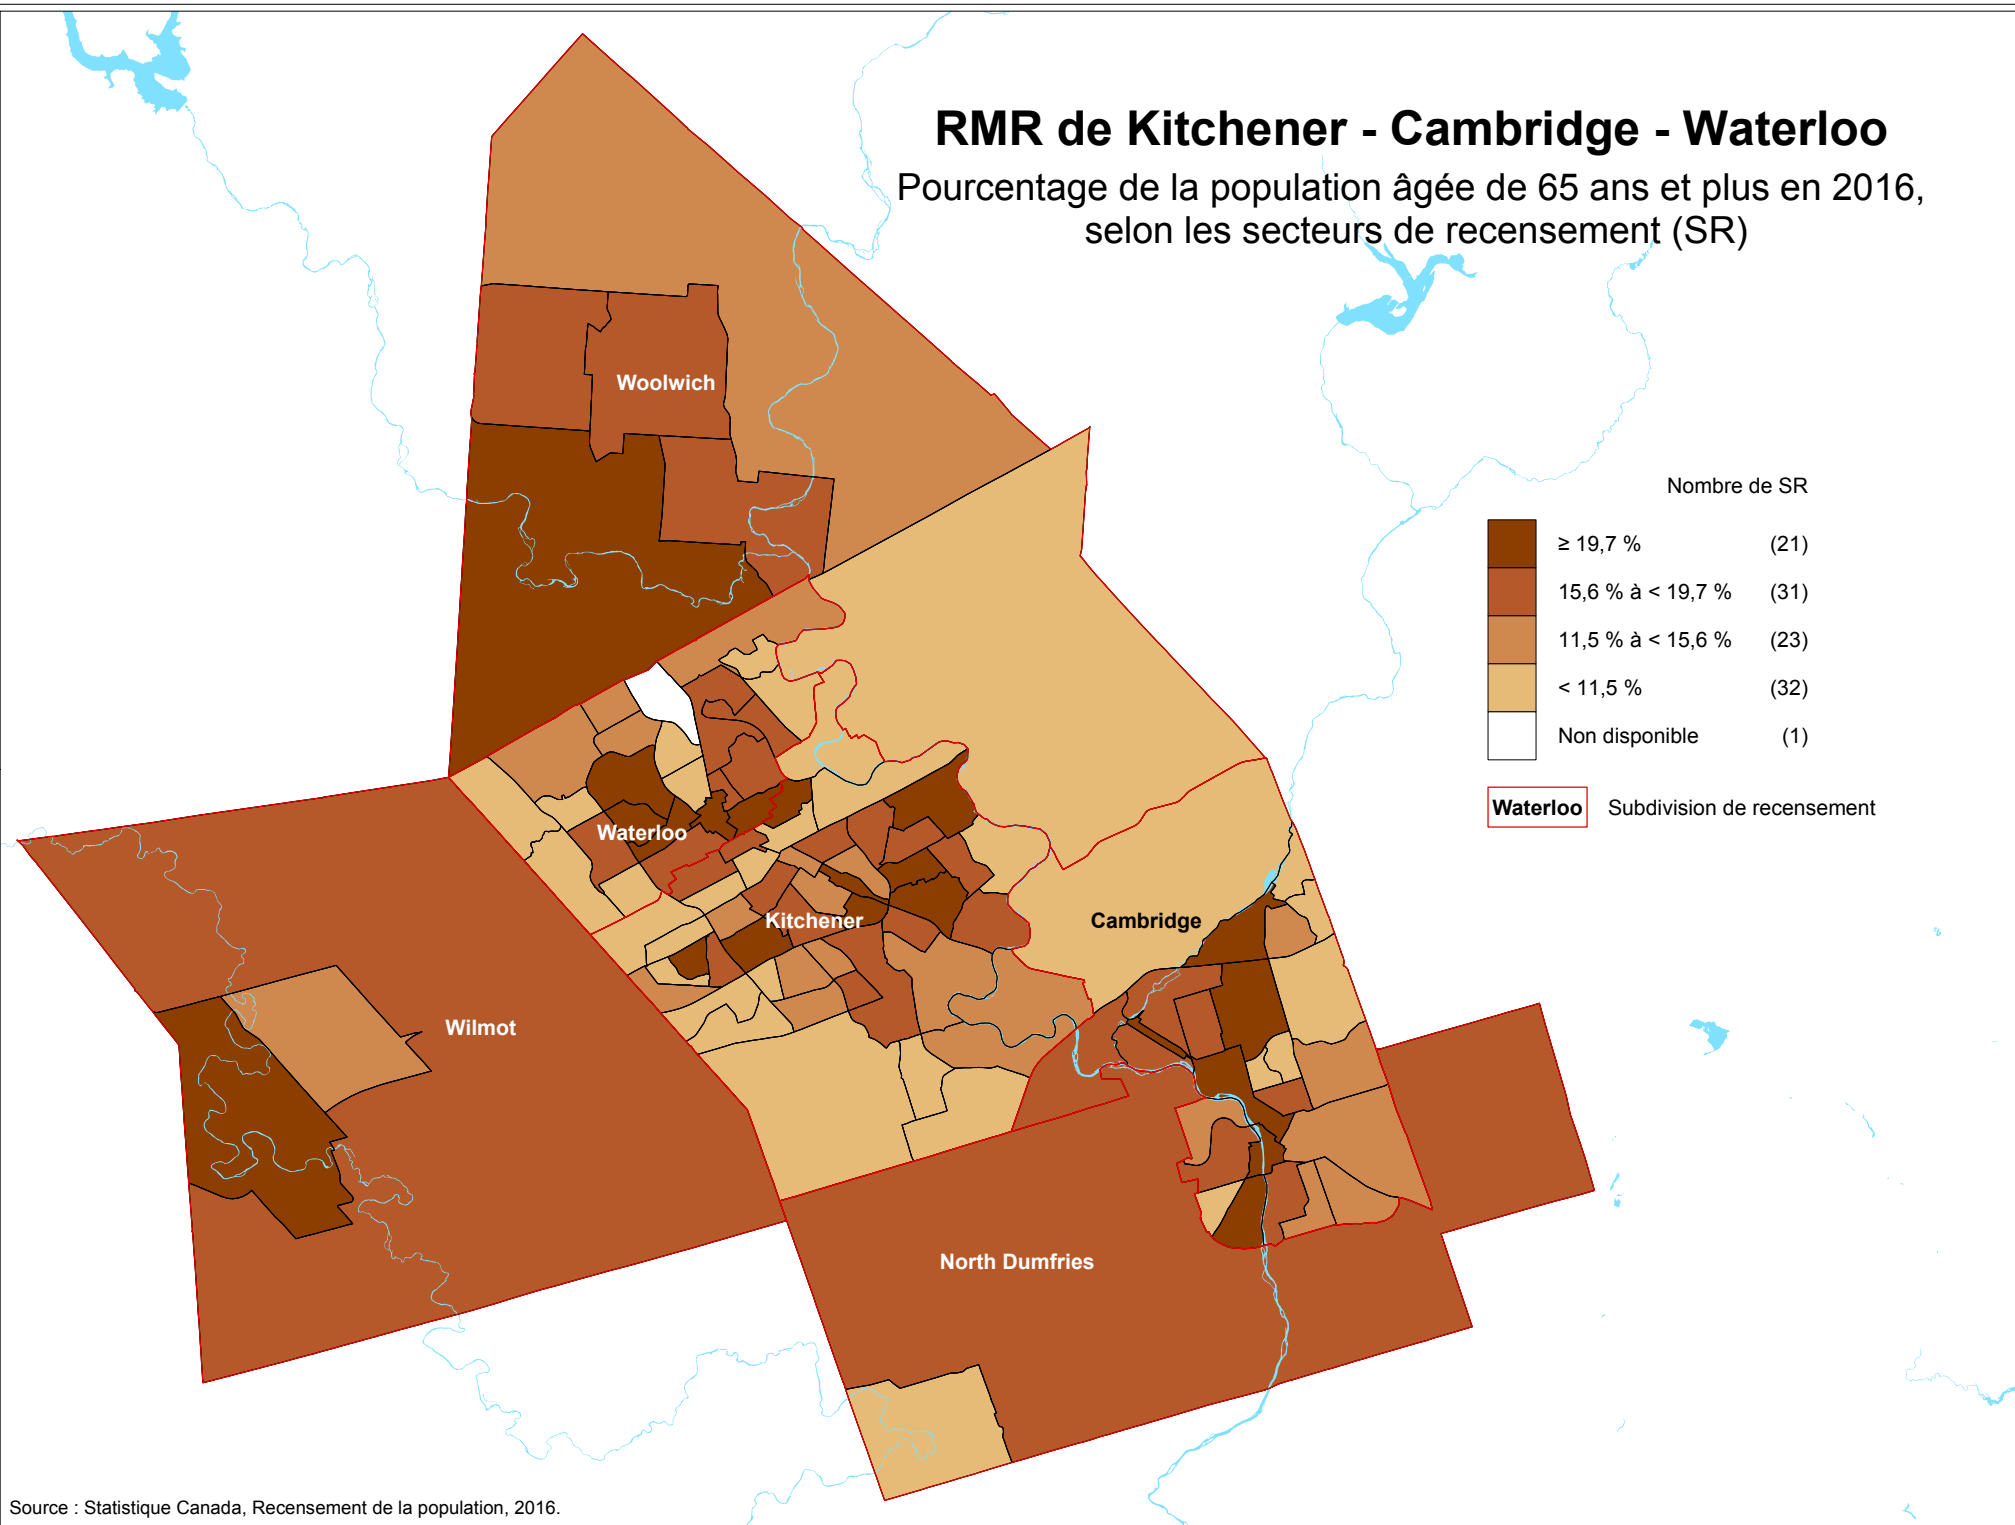 RMR de Kitchener - Cambridge - Waterloo
Pourcentage de la population âgée de 65 ans et plus en 2016,
selon les secteurs de recensement (SR)
Woolwich
Nombre de SR
≥ 19,7 % (21)
15,6 % à < 19,7 % (31)
11,5 % à < 15,6 % (23)
< 11,5 % (32)
Non disponible (1)
Waterloo Subdivision de recensement
Waterloo
Kitchener
Cambridge
Wilmot
North Dumfries
Source : Statistique Canada, Recensement de la population, 2016.